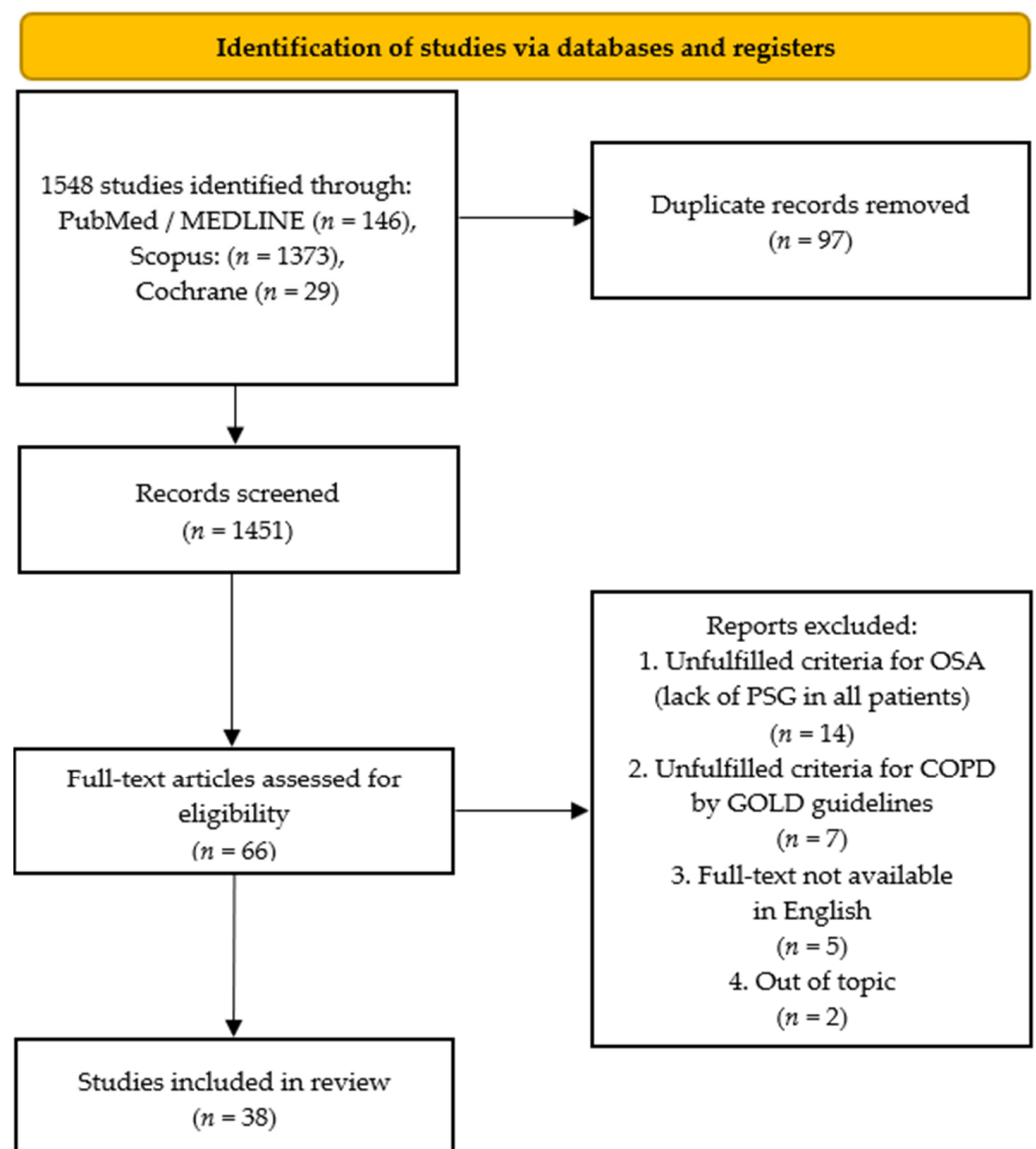 Identification of studies via databases and registers
1548 studies identified through:
PubMed / MEDLINE (n = 146),
Scopus: (n = 1373),
Cochrane (n = 29)
Duplicate records removed
(n = 97)
Records screened
(n = 1451)
Full-text articles assessed for
eligibility
(n = 66)
Reports excluded:
1. Unfulfilled criteria for OSA
(lack of PSG in all patients)
(n = 14)
2. Unfulfilled criteria for COPD
by GOLD guidelines
(n = 7)
3. Full-text not available
in English
(n = 5)
4. Out of topic
(n = 2)
Studies included in review
(n = 38)